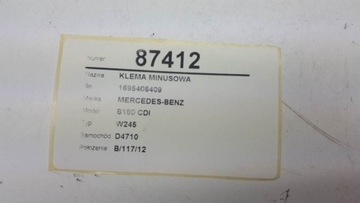 numer 87412
Nazwa KLEMA MINUSOWA
Nr 1695406409
Marka MERCEDES-BENZ
Model B180 CDI
Typ W245
Samochód D4710
Położenie B/117/12